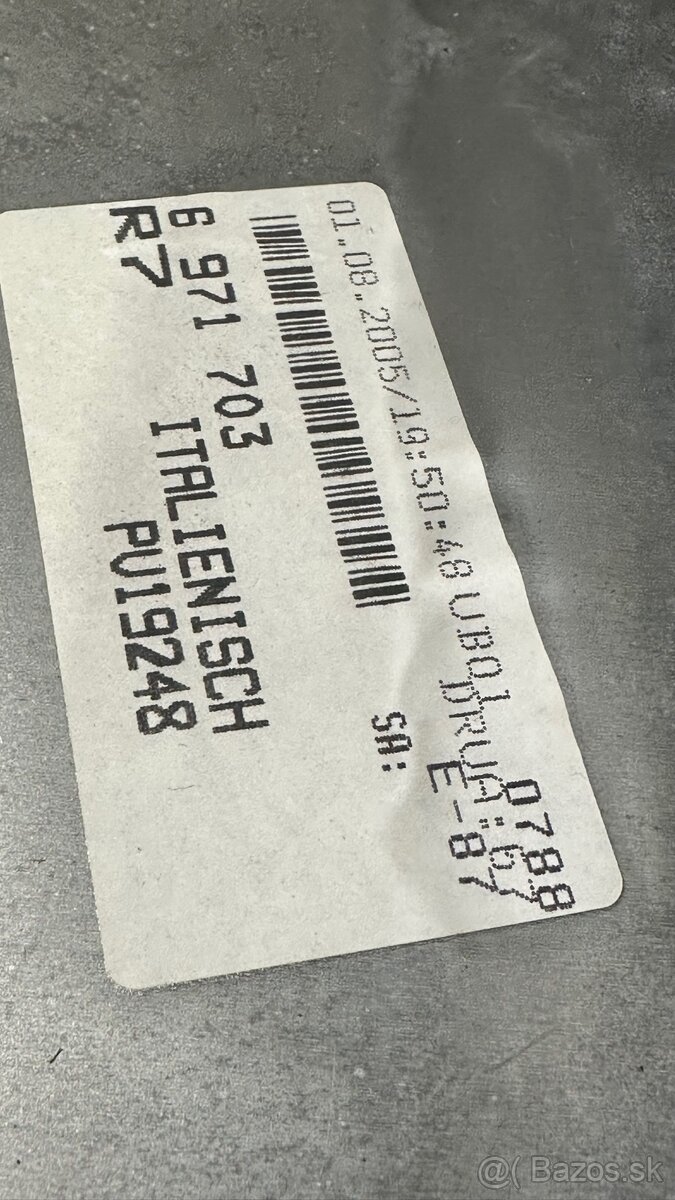 01.08.2005/19:50:48 UB01 0788
DRUA:67
E-87
SA:
6 971 703
ITALIENISCH
R7
PU19248
@( Bazos.sk